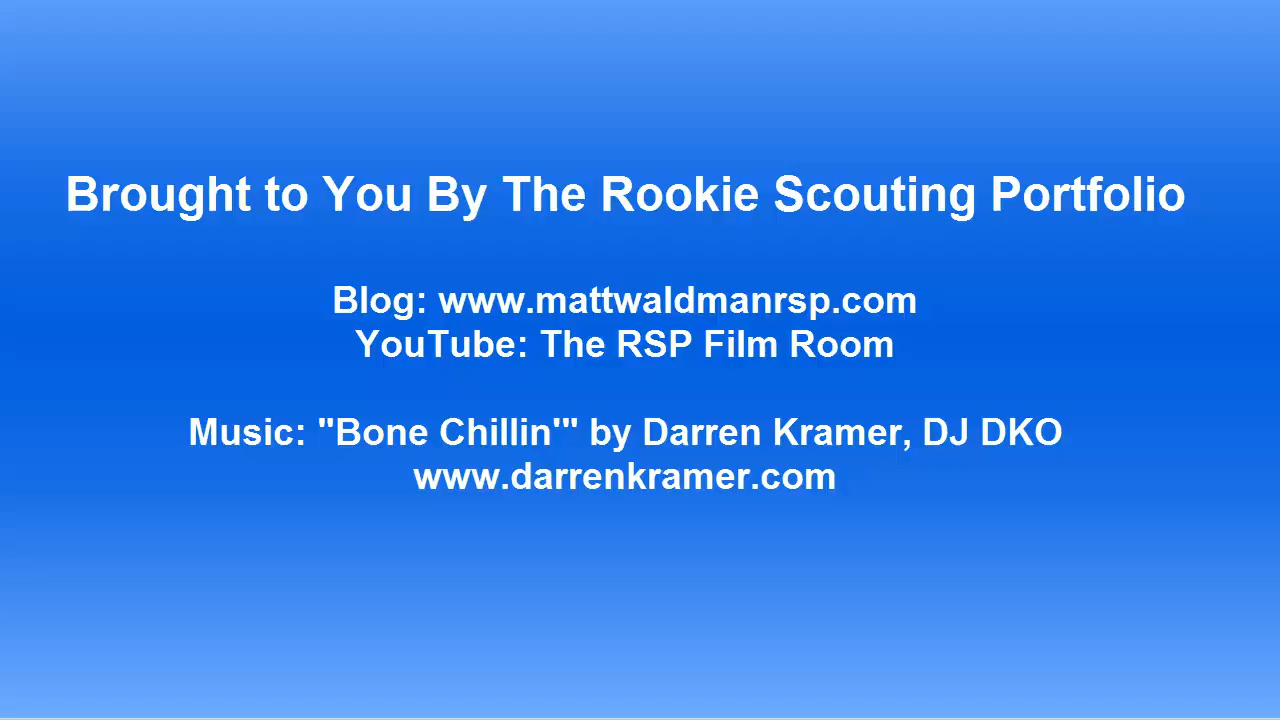 Brought to You By The Rookie Scouting Portfolio
Blog: www.mattwaldmanrsp.com
YouTube: The RSP Film Room
Music: "Bone Chillin'" by Darren Kramer, DJ DKO
www.darrenkramer.com